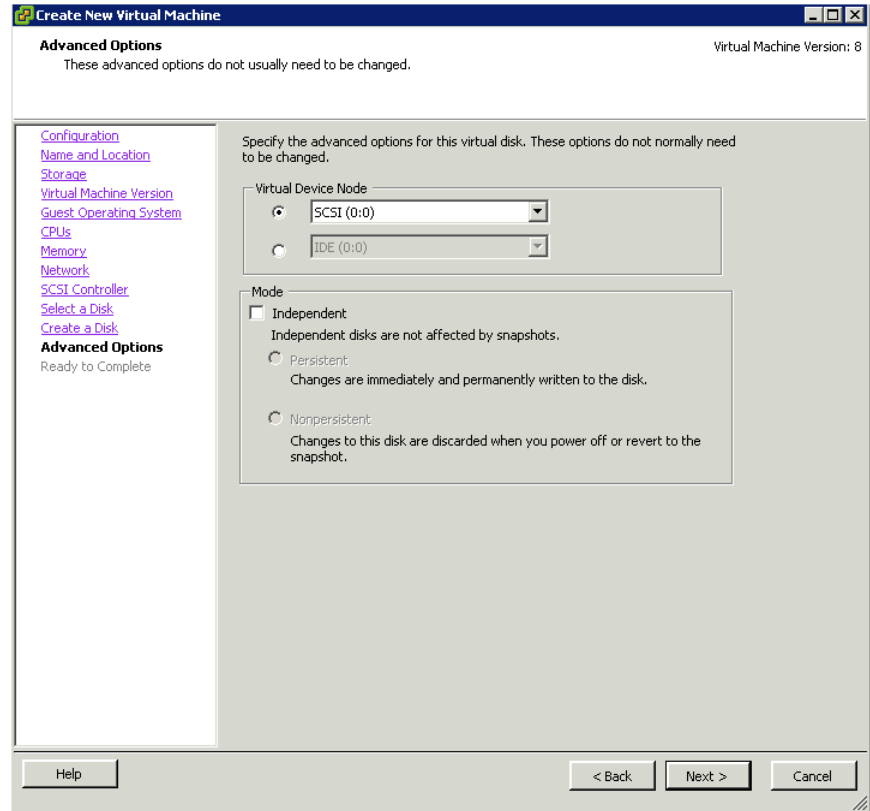 Create New Virtual Machine
Advanced Options
These advanced options do not usually need to be changed.
Virtual Machine Version: 8
Configuration
Name and Location
Storage
Virtual Machine Version
Guest Operating System
CPUs
Memory
Network
SCSI Controller
Select a Disk
Create a Disk
Advanced Options
Ready to Complete
Specify the advanced options for this virtual disk. These options do not normally need
to be changed.
Virtual Device Node
SCSI (0:0)
IDE (0:0)
Mode
Independent
Independent disks are not affected by snapshots.
Persistent
Changes are immediately and permanently written to the disk.
Nonpersistent
Changes to this disk are discarded when you power off or revert to the
snapshot.
Help
< Back
Next >
Cancel